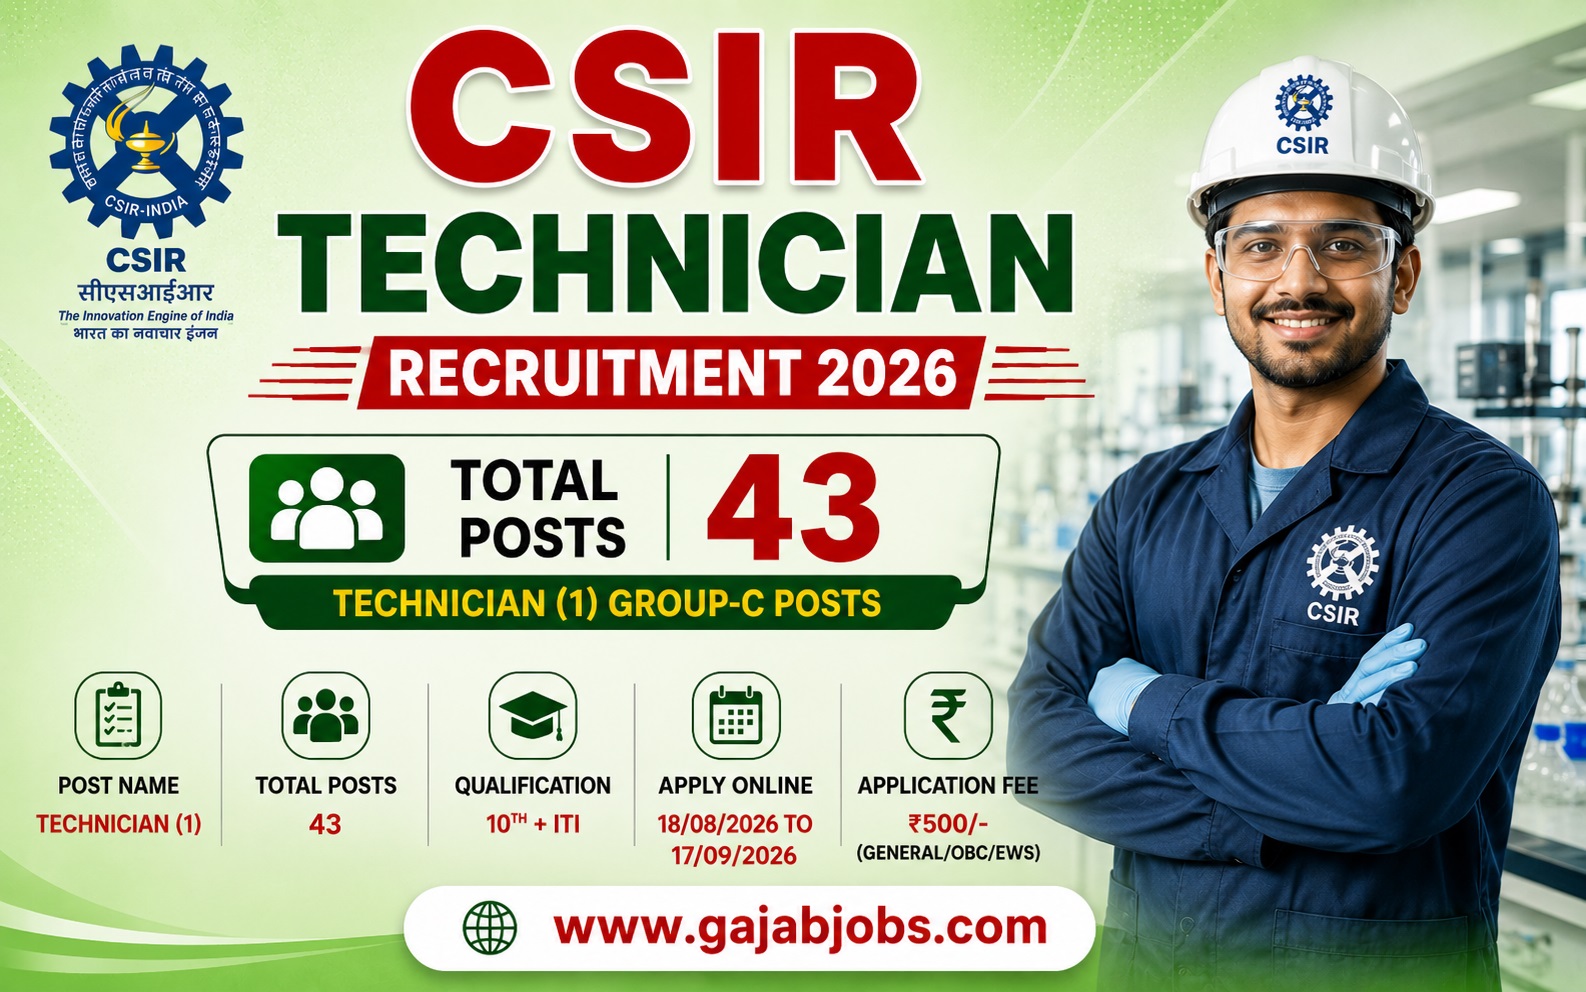 CSIR-INDIA
CSIR
सीएसआईआर
The Innovation Engine of India
भारत का नवाचार इंजन
CSIR
TECHNICIAN
RECRUITMENT 2026
TOTAL
POSTS
43
TECHNICIAN (1) GROUP-C POSTS
POST NAME
TECHNICIAN (1)
TOTAL POSTS
43
QUALIFICATION
10TH + ITI
APPLY ONLINE
18/08/2026 TO
17/09/2026
APPLICATION FEE
₹500/-
(GENERAL/OBC/EWS)
www.gajabjobs.com
CSIR
CSIR